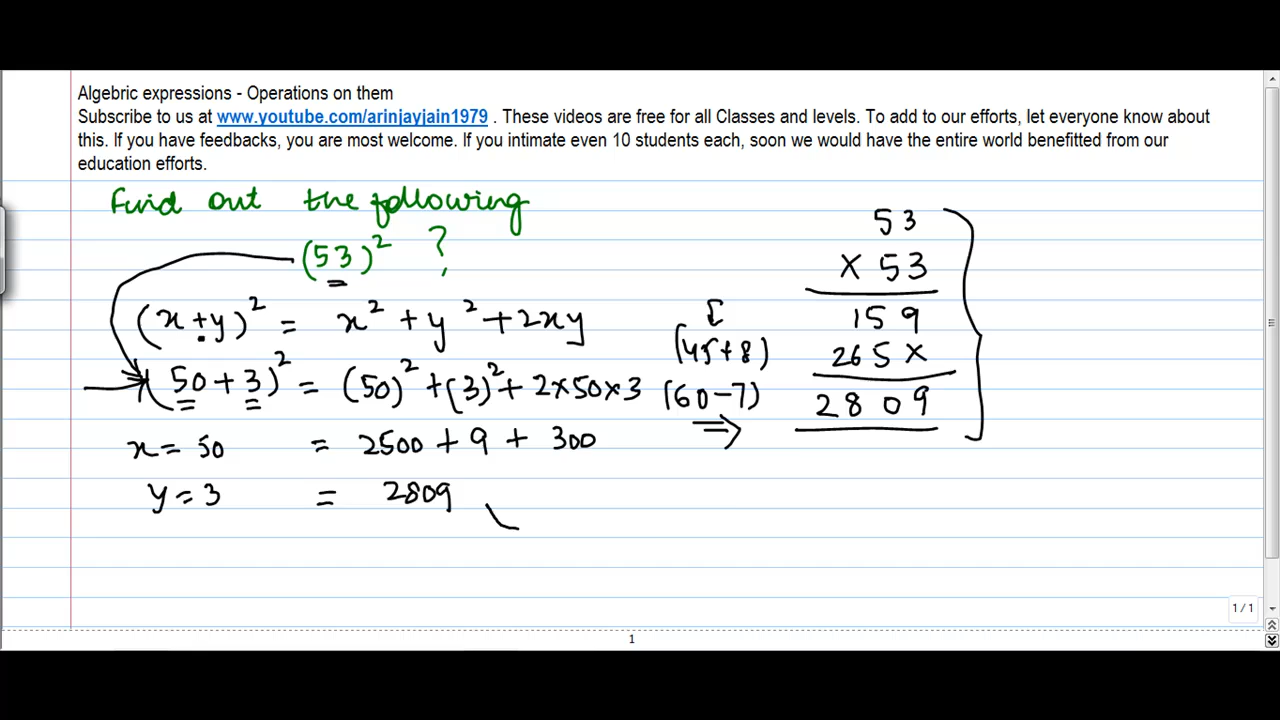 Algebric expressions - Operations on them
Subscribe to us at www.youtube.com/arinjayjain1979 . These videos are free for all Classes and levels. To add to our efforts, let everyone know about
this. If you have feedbacks, you are most welcome. If you intimate even 10 students each, soon we would have the entire world benefitted from our
education efforts.
Find out the following
(53)² ?
(x+y)² = x² + y² + 2xy
(50 + 3)² = (50)² + (3)² + 2×50×3
x = 50 = 2500 + 9 + 300
y = 3 = 2809
(45+8)
(60-7)
⇒
53
× 53
159
265×
2809
1 / 1
1